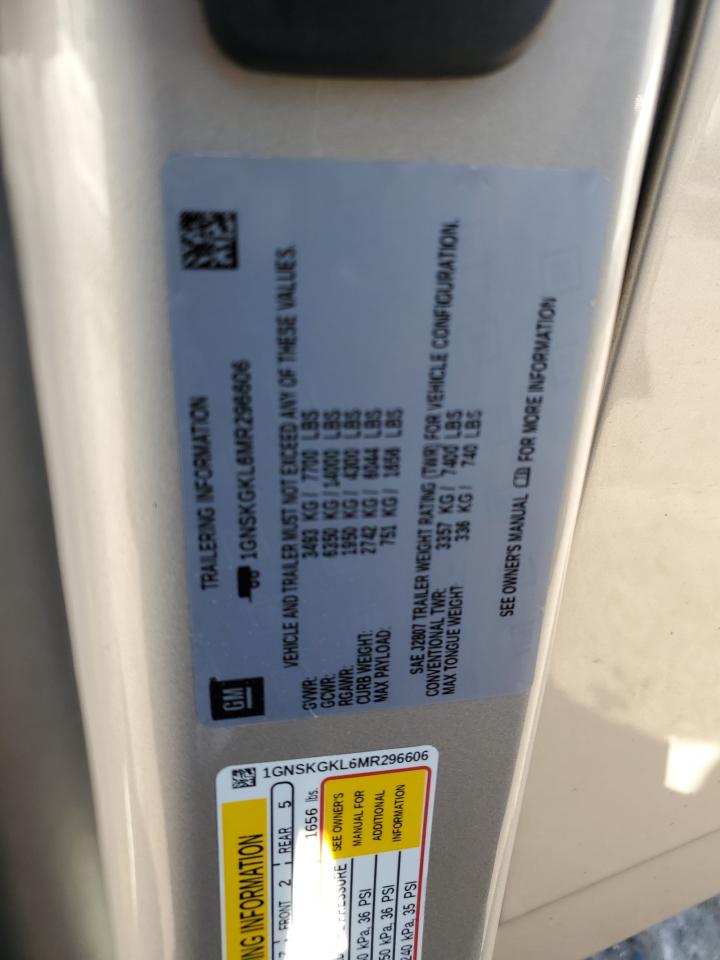 GM
TRAILERING INFORMATION
1GNSKGKL6MR296606
VEHICLE AND TRAILER MUST NOT EXCEED ANY OF THESE VALUES.
GVWR: 3493 KG / 7700 LBS
GCWR: 6350 KG / 14000 LBS
RGAWR: 1950 KG / 4300 LBS
CURB WEIGHT: 2742 KG / 6044 LBS
MAX PAYLOAD: 751 KG / 1656 LBS
SAE J2807 TRAILER WEIGHT RATING (TWR) FOR VEHICLE CONFIGURATION.
CONVENTIONAL TWR: 3357 KG / 7400 LBS
MAX TONGUE WEIGHT: 336 KG / 740 LBS
SEE OWNER'S MANUAL FOR MORE INFORMATION
1GNSKGKL6MR296606
INFORMATION
FRONT 2 REAR 5
1656 lbs.
PRESSURE
kPa, 36 PSI
kPa, 36 PSI
240 kPa, 35 PSI
SEE OWNER'S
MANUAL FOR
ADDITIONAL
INFORMATION